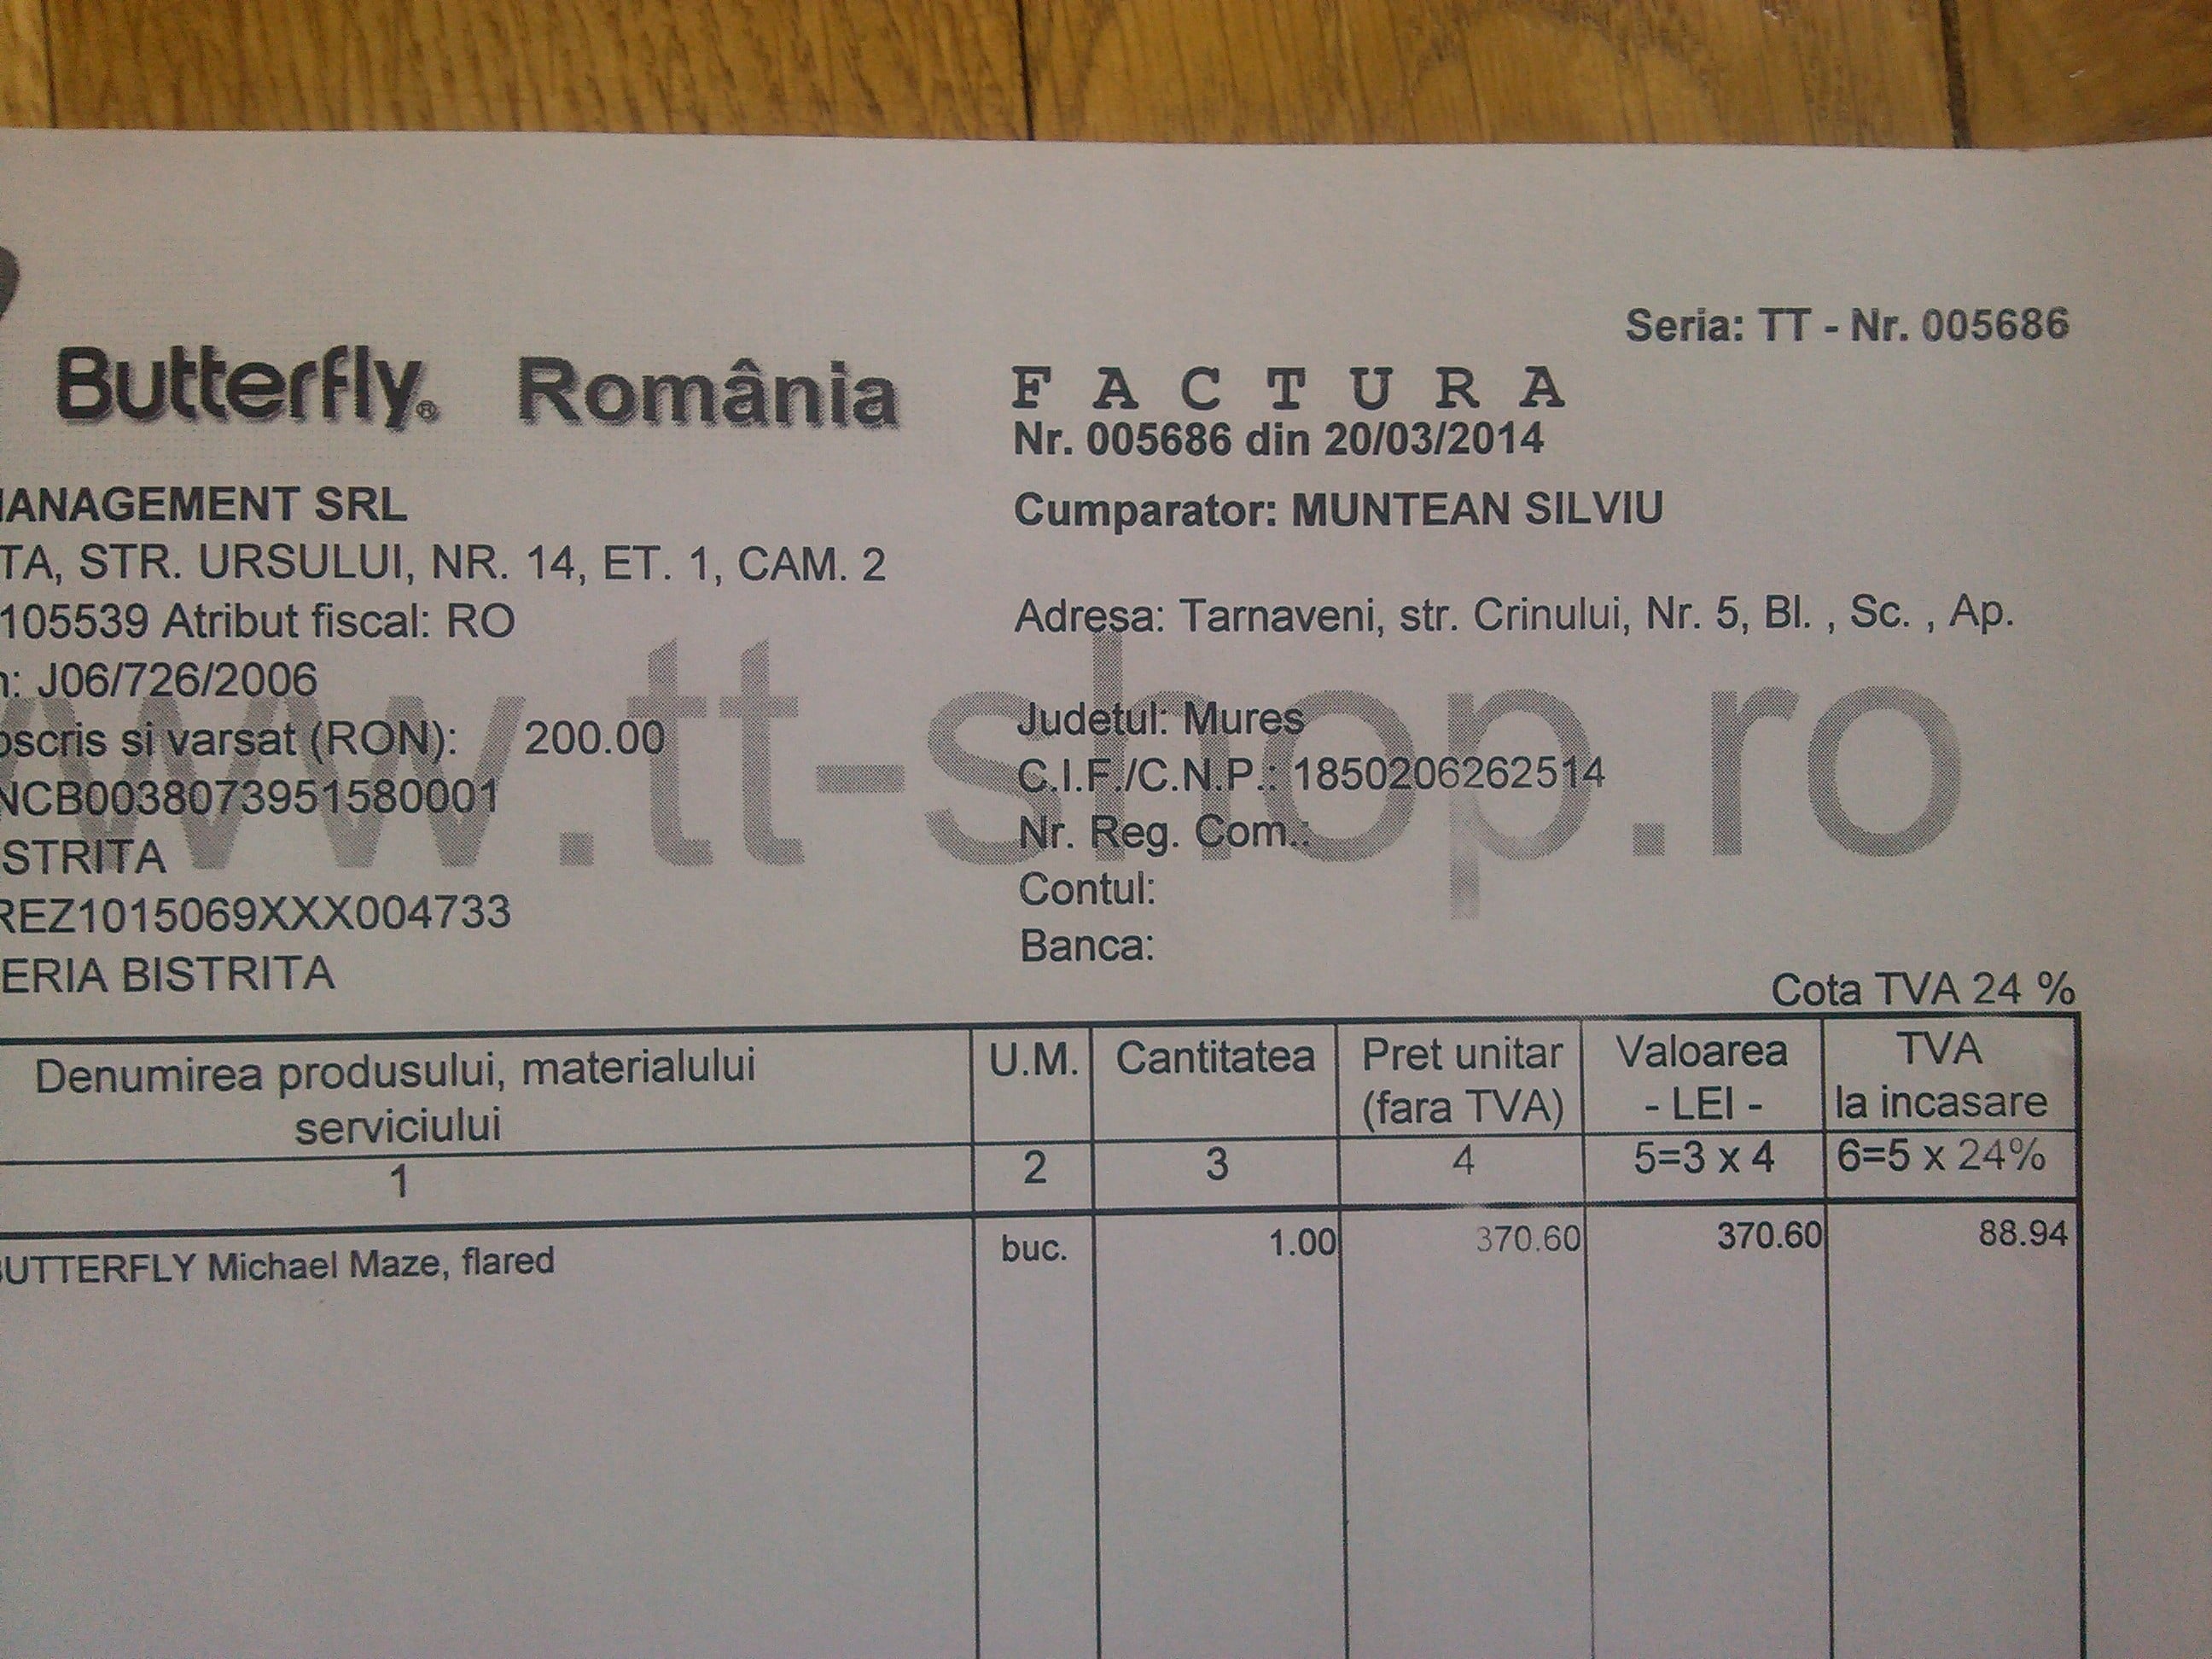 Seria: TT - Nr. 005686
Butterfly® România
F A C T U R A
Nr. 005686 din 20/03/2014
MANAGEMENT SRL
TA, STR. URSULUI, NR. 14, ET. 1, CAM. 2
105539 Atribut fiscal: RO
n: J06/726/2006
bscris si varsat (RON): 200.00
NCB0038073951580001
STRITA
REZ1015069XXX004733
ERIA BISTRITA
Cumparator: MUNTEAN SILVIU
Adresa: Tarnaveni, str. Crinului, Nr. 5, Bl. , Sc. , Ap.
Judetul: Mures
C.I.F./C.N.P.: 1850206262514
Nr. Reg. Com.:
Contul:
Banca:
www.tt-shop.ro
Cota TVA 24 %
Denumirea produsului, materialului U.M. Cantitatea Pret unitar Valoarea TVA
serviciului (fara TVA) - LEI - la incasare
1 2 3 4 5=3 x 4 6=5 x 24%
BUTTERFLY Michael Maze, flared buc. 1.00 370.60 370.60 88.94